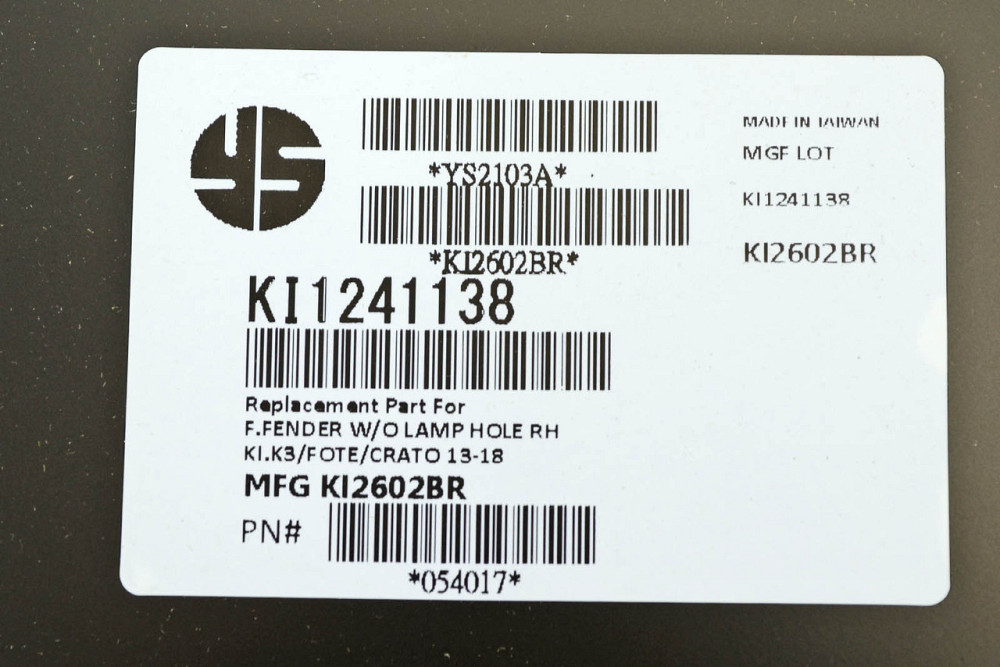 YS
*YS2103A*
*KI2602BR*
KI1241138
Replacement Part For
F.FENDER W/O LAMP HOLE RH
KI.K3/FOTE/CRATO 13-18
MFG KI2602BR
PN#
*054017*
MADE IN TAIWAN
MGF LOT
KI1241138
KI2602BR